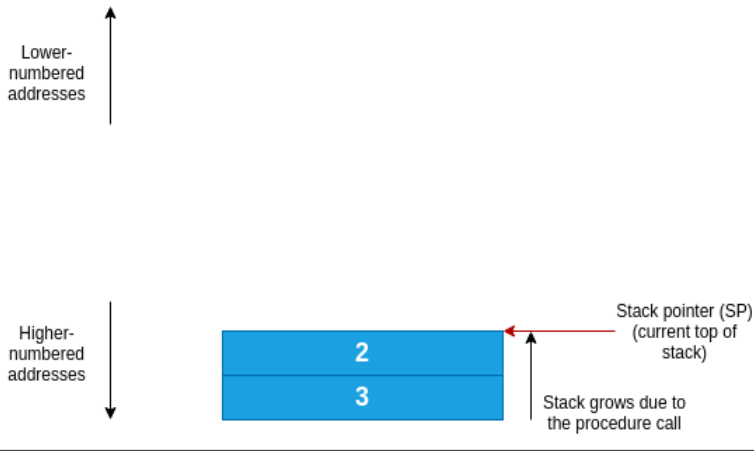 Lower-
numbered
addresses
Higher-
numbered
addresses
2
3
Stack pointer (SP)
(current top of
stack)
Stack grows due to
the procedure call